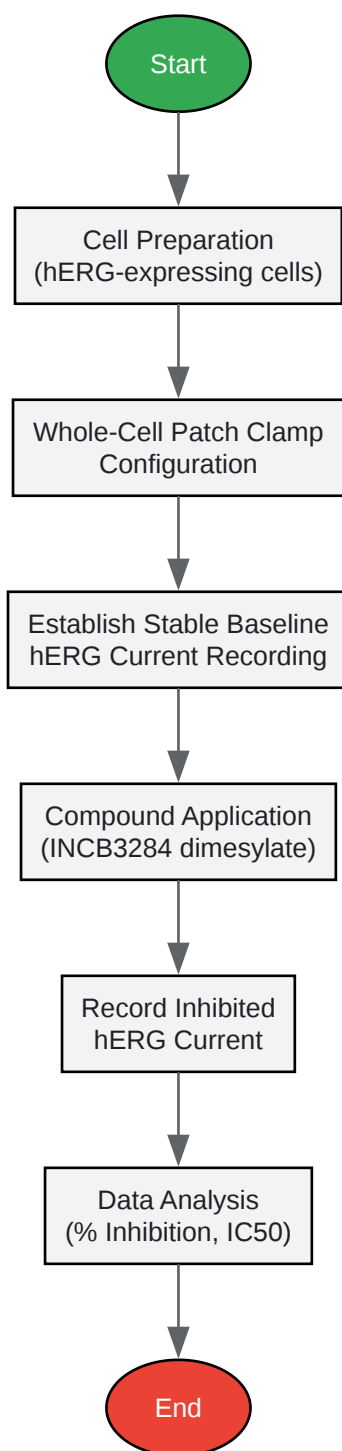 Start
Cell Preparation
(hERG-expressing cells)
Whole-Cell Patch Clamp
Configuration
Establish Stable Baseline
hERG Current Recording
Compound Application
(INCB3284 dimesylate)
Record Inhibited
hERG Current
Data Analysis
(% Inhibition, IC50)
End